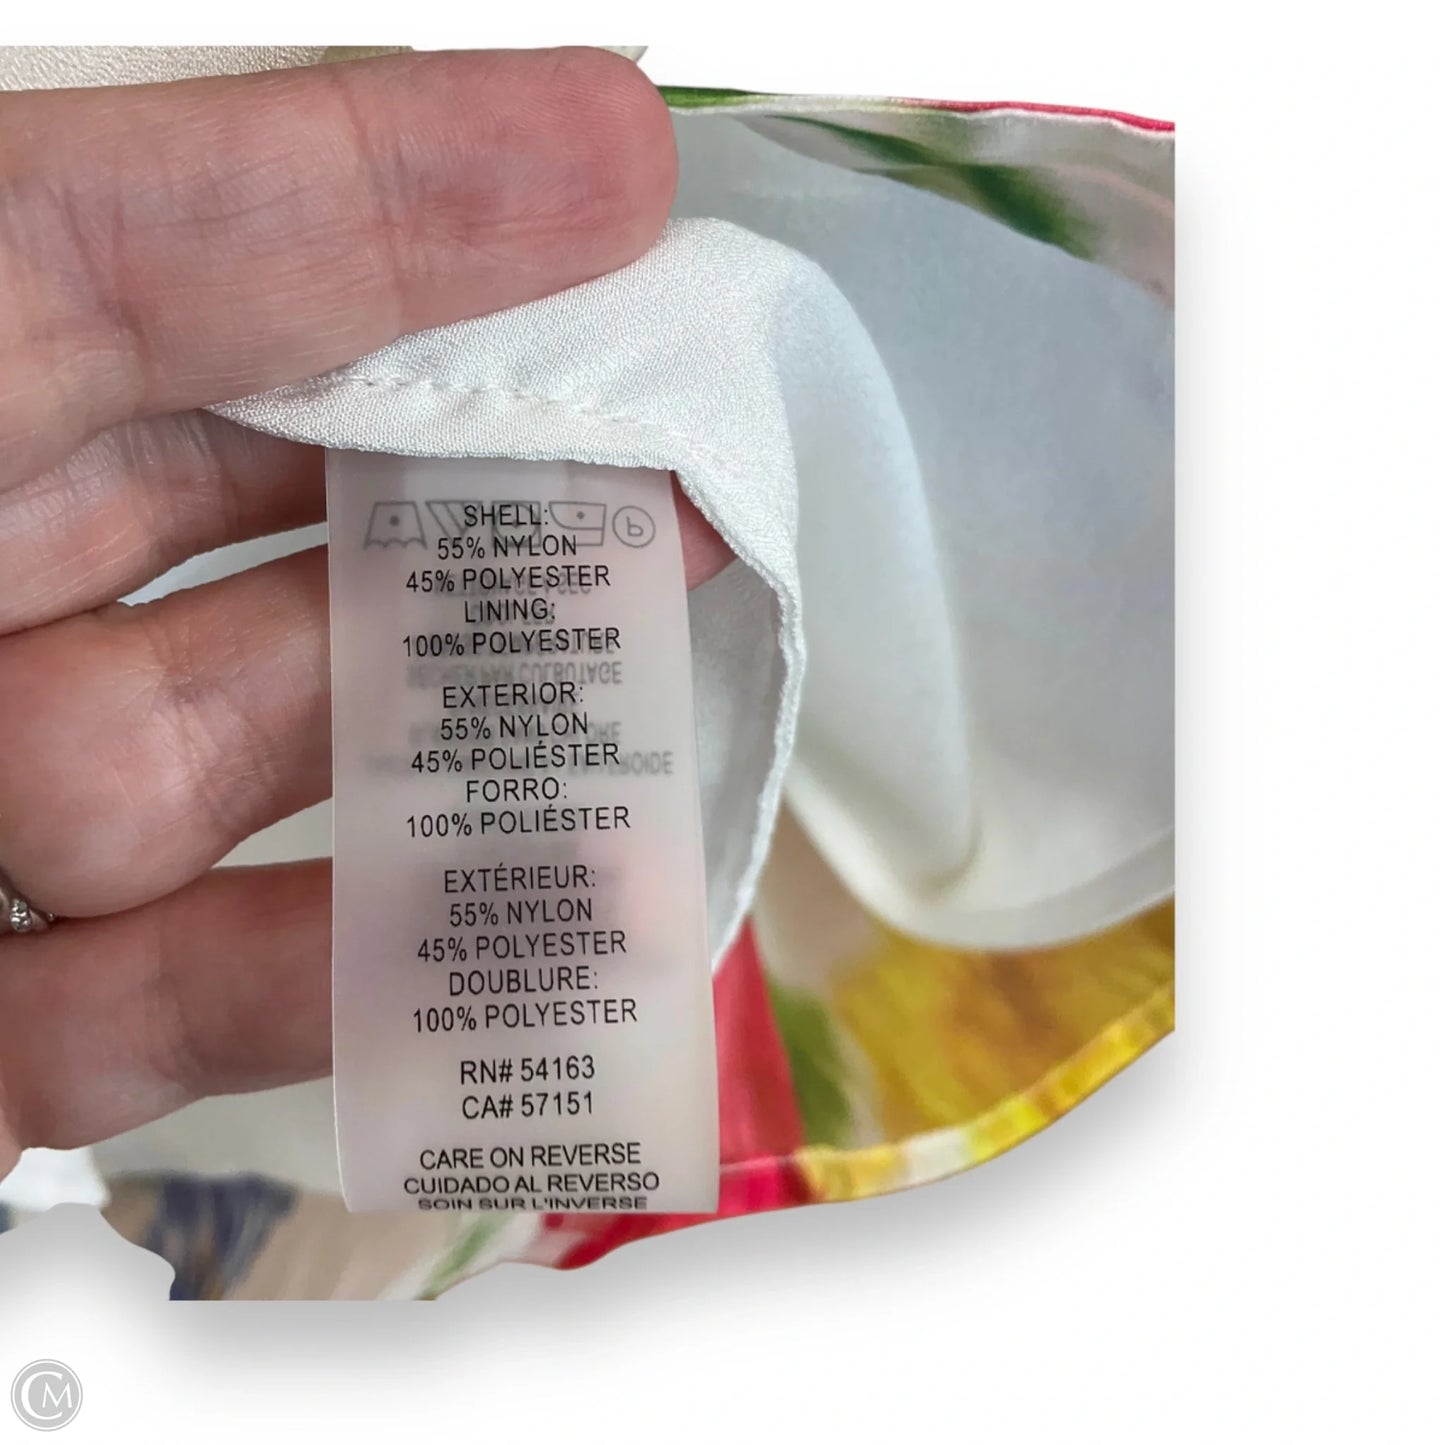 SHELL:
55% NYLON
45% POLYESTER
LINING:
100% POLYESTER
EXTERIOR:
55% NYLON
45% POLIÉSTER
FORRO:
100% POLIÉSTER
EXTÉRIEUR:
55% NYLON
45% POLYESTER
DOUBLURE:
100% POLYESTER
RN# 54163
CA# 57151
CARE ON REVERSE
CUIDADO AL REVERSO
SOIN SUR L'INVERSE
CM